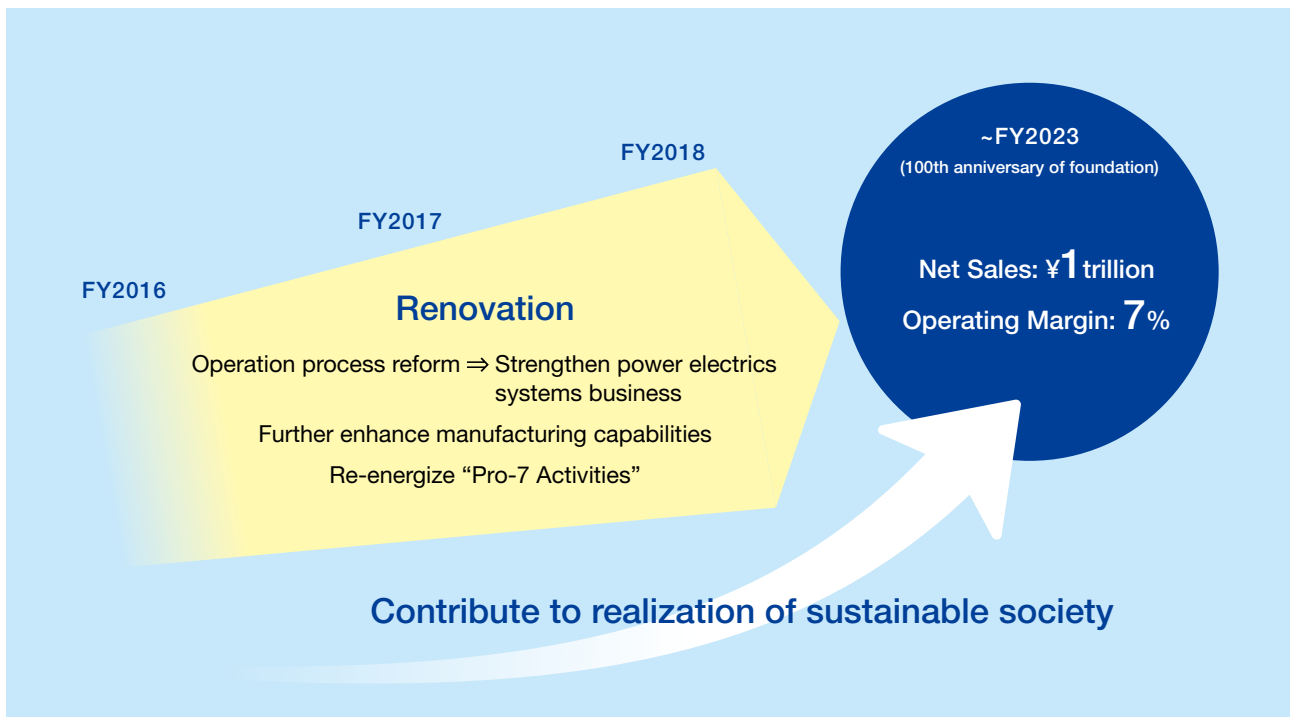 FY2016
FY2017
FY2018
Renovation
Operation process reform ⇒ Strengthen power electrics
systems business
Further enhance manufacturing capabilities
Re-energize “Pro-7 Activities”
~FY2023
(100th anniversary of foundation)
Net Sales: ¥1 trillion
Operating Margin: 7%
Contribute to realization of sustainable society